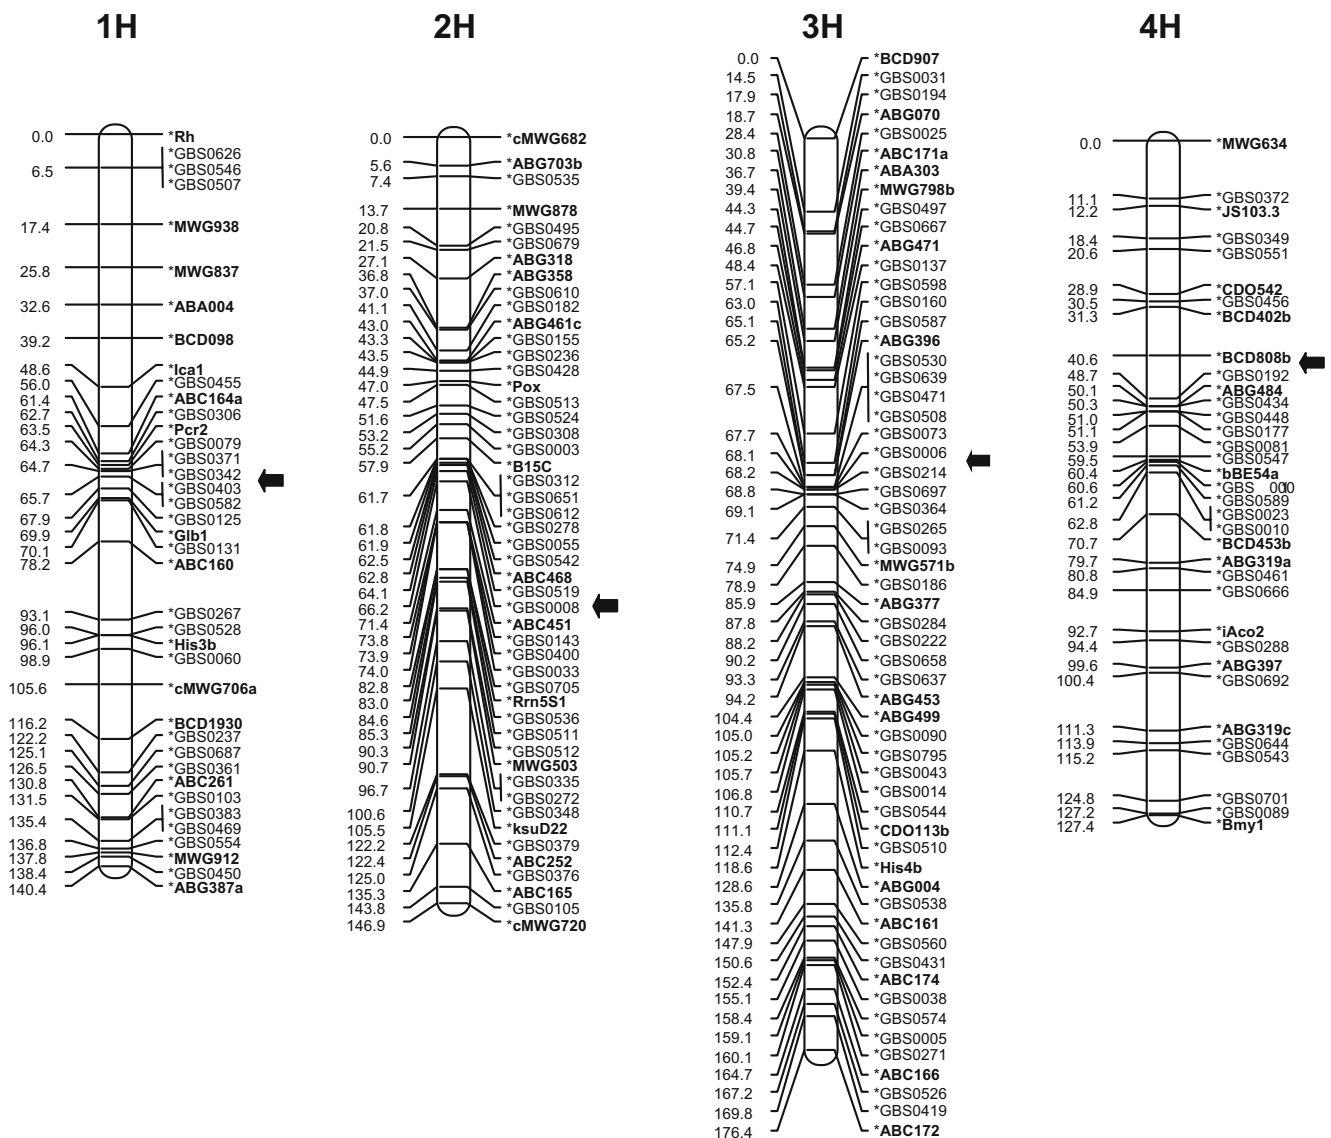 1H
0.0 *Rh
*GBS0626
6.5 *GBS0546
*GBS0507
17.4 *MWG938
25.8 *MWG837
32.6 *ABA004
39.2 *BCD098
48.6 *Ica1
56.0 *GBS0455
61.4 *ABC164a
62.7 *GBS0306
63.5 *Pcr2
64.3 *GBS0079
*GBS0371
64.7 *GBS0342
*GBS0403
65.7 *GBS0582
67.9 *GBS0125
69.9 *Glb1
70.1 *GBS0131
78.2 *ABC160
93.1 *GBS0267
96.0 *GBS0528
96.1 *His3b
98.9 *GBS0060
105.6 *cMWG706a
116.2 *BCD1930
122.2 *GBS0237
125.1 *GBS0687
126.5 *GBS0361
130.8 *ABC261
131.5 *GBS0103
*GBS0383
135.4 *GBS0469
136.8 *GBS0554
137.8 *MWG912
138.4 *GBS0450
140.4 *ABG387a
2H
0.0 *cMWG682
5.6 *ABG703b
7.4 *GBS0535
13.7 *MWG878
20.8 *GBS0495
21.5 *GBS0679
27.1 *ABG318
36.8 *ABG358
37.0 *GBS0610
41.1 *GBS0182
43.0 *ABG461c
43.3 *GBS0155
43.5 *GBS0236
44.9 *GBS0428
47.0 *Pox
47.5 *GBS0513
51.6 *GBS0524
53.2 *GBS0308
55.2 *GBS0003
57.9 *B15C
*GBS0312
61.7 *GBS0651
*GBS0612
61.8 *GBS0278
61.9 *GBS0055
62.5 *GBS0542
62.8 *ABC468
64.1 *GBS0519
66.2 *GBS0008
71.4 *ABC451
73.8 *GBS0143
73.9 *GBS0400
74.0 *GBS0033
82.8 *GBS0705
83.0 *Rrn5S1
84.6 *GBS0536
85.3 *GBS0511
90.3 *GBS0512
90.7 *MWG503
*GBS0335
96.7 *GBS0272
100.6 *GBS0348
105.5 *ksuD22
122.2 *GBS0379
122.4 *ABC252
125.0 *GBS0376
135.3 *ABC165
143.8 *GBS0105
146.9 *cMWG720
3H
0.0 *BCD907
14.5 *GBS0031
17.9 *GBS0194
18.7 *ABG070
28.4 *GBS0025
30.8 *ABC171a
36.7 *ABA303
39.4 *MWG798b
44.3 *GBS0497
44.7 *GBS0667
46.8 *ABG471
48.4 *GBS0137
57.1 *GBS0598
63.0 *GBS0160
65.1 *GBS0587
65.2 *ABG396
*GBS0530
*GBS0639
67.5 *GBS0471
*GBS0508
67.7 *GBS0073
68.1 *GBS0006
68.2 *GBS0214
68.8 *GBS0697
69.1 *GBS0364
*GBS0265
71.4 *GBS0093
74.9 *MWG571b
78.9 *GBS0186
85.9 *ABG377
87.8 *GBS0284
88.2 *GBS0222
90.2 *GBS0658
93.3 *GBS0637
94.2 *ABG453
104.4 *ABG499
105.0 *GBS0090
105.2 *GBS0795
105.7 *GBS0043
106.8 *GBS0014
110.7 *GBS0544
111.1 *CDO113b
112.4 *GBS0510
118.6 *His4b
128.6 *ABG004
135.8 *GBS0538
141.3 *ABC161
147.9 *GBS0560
150.6 *GBS0431
152.4 *ABC174
155.1 *GBS0038
158.4 *GBS0574
159.1 *GBS0005
160.1 *GBS0271
164.7 *ABC166
167.2 *GBS0526
169.8 *GBS0419
176.4 *ABC172
4H
0.0 *MWG634
11.1 *GBS0372
12.2 *JS103.3
18.4 *GBS0349
20.6 *GBS0551
28.9 *CDO542
30.5 *GBS0456
31.3 *BCD402b
40.6 *BCD808b
48.7 *GBS0192
50.1 *ABG484
50.3 *GBS0434
51.0 *GBS0448
51.1 *GBS0177
53.9 *GBS0081
59.5 *GBS0547
60.4 *bBE54a
60.6 *GBS
61.2 *GBS0589
*GBS0023
62.8 *GBS0010
70.7 *BCD453b
79.7 *ABG319a
80.8 *GBS0461
84.9 *GBS0666
92.7 *iAco2
94.4 *GBS0288
99.6 *ABG397
100.4 *GBS0692
111.3 *ABG319c
113.9 *GBS0644
115.2 *GBS0543
124.8 *GBS0701
127.2 *GBS0089
127.4 *Bmy1